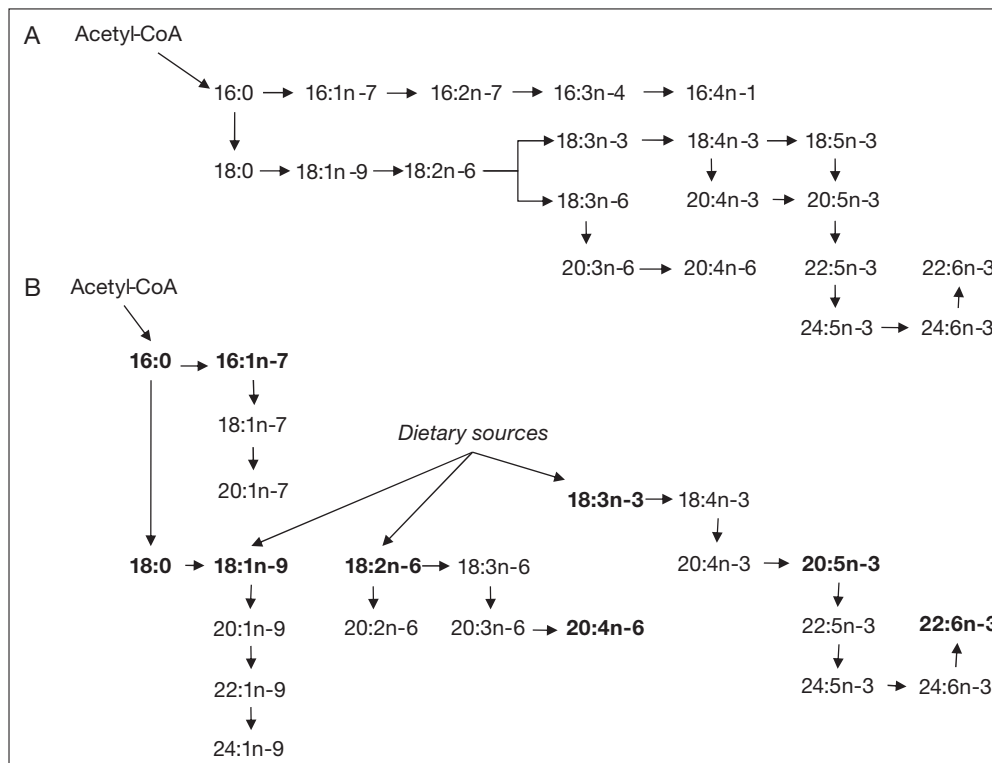 A Acetyl-CoA
16:0 16:1n-7 16:2n-7 16:3n-4 16:4n-1
18:3n-3 18:4n-3 18:5n-3
18:0 18:1n-9 18:2n-6
18:3n-6 20:4n-3 20:5n-3
20:3n-6 20:4n-6 22:5n-3 22:6n-3
B Acetyl-CoA
24:5n-3 24:6n-3
16:0 16:1n-7
18:1n-7
Dietary sources
20:1n-7
18:3n-3 18:4n-3
18:0 18:1n-9 18:2n-6 18:3n-6 20:4n-3 20:5n-3
20:1n-9 20:2n-6 20:3n-6 20:4n-6 22:5n-3 22:6n-3
22:1n-9 24:5n-3 24:6n-3
24:1n-9